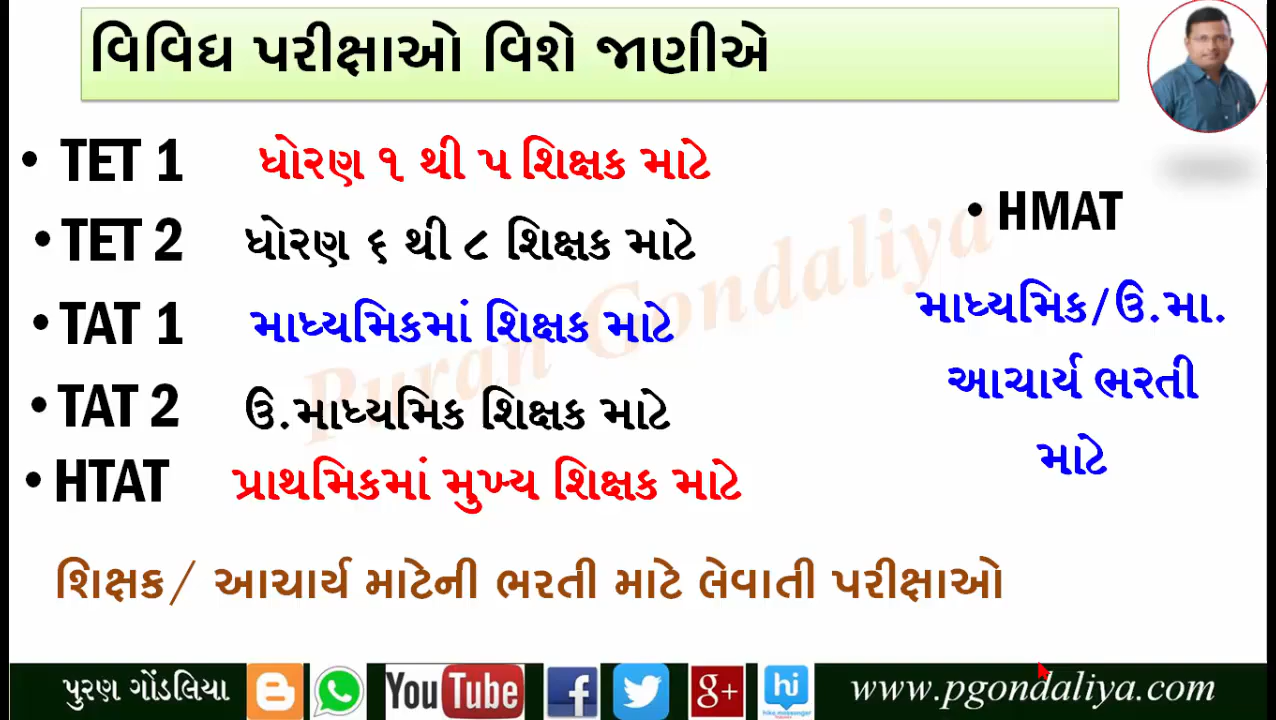 વિવિધ પરીક્ષાઓ વિશે જાણીએ
• TET 1 ધોરણ ૧ થી ૫ શિક્ષક માટે
• TET 2 ધોરણ ૬ થી ૮ શિક્ષક માટે
• TAT 1 માધ્યમિકમાં શિક્ષક માટે
• TAT 2 ઉ.માધ્યમિક શિક્ષક માટે
• HTAT પ્રાથમિકમાં મુખ્ય શિક્ષક માટે
• HMAT
માધ્યમિક/ઉ.મા.
આચાર્ય ભરતી
માટે
Puran Gondaliya
શિક્ષક/ આચાર્ય માટેની ભરતી માટે લેવાતી પરીક્ષાઓ
પુરણ ગોંડલિયા YouTube f g+ hi www.pgondaliya.com